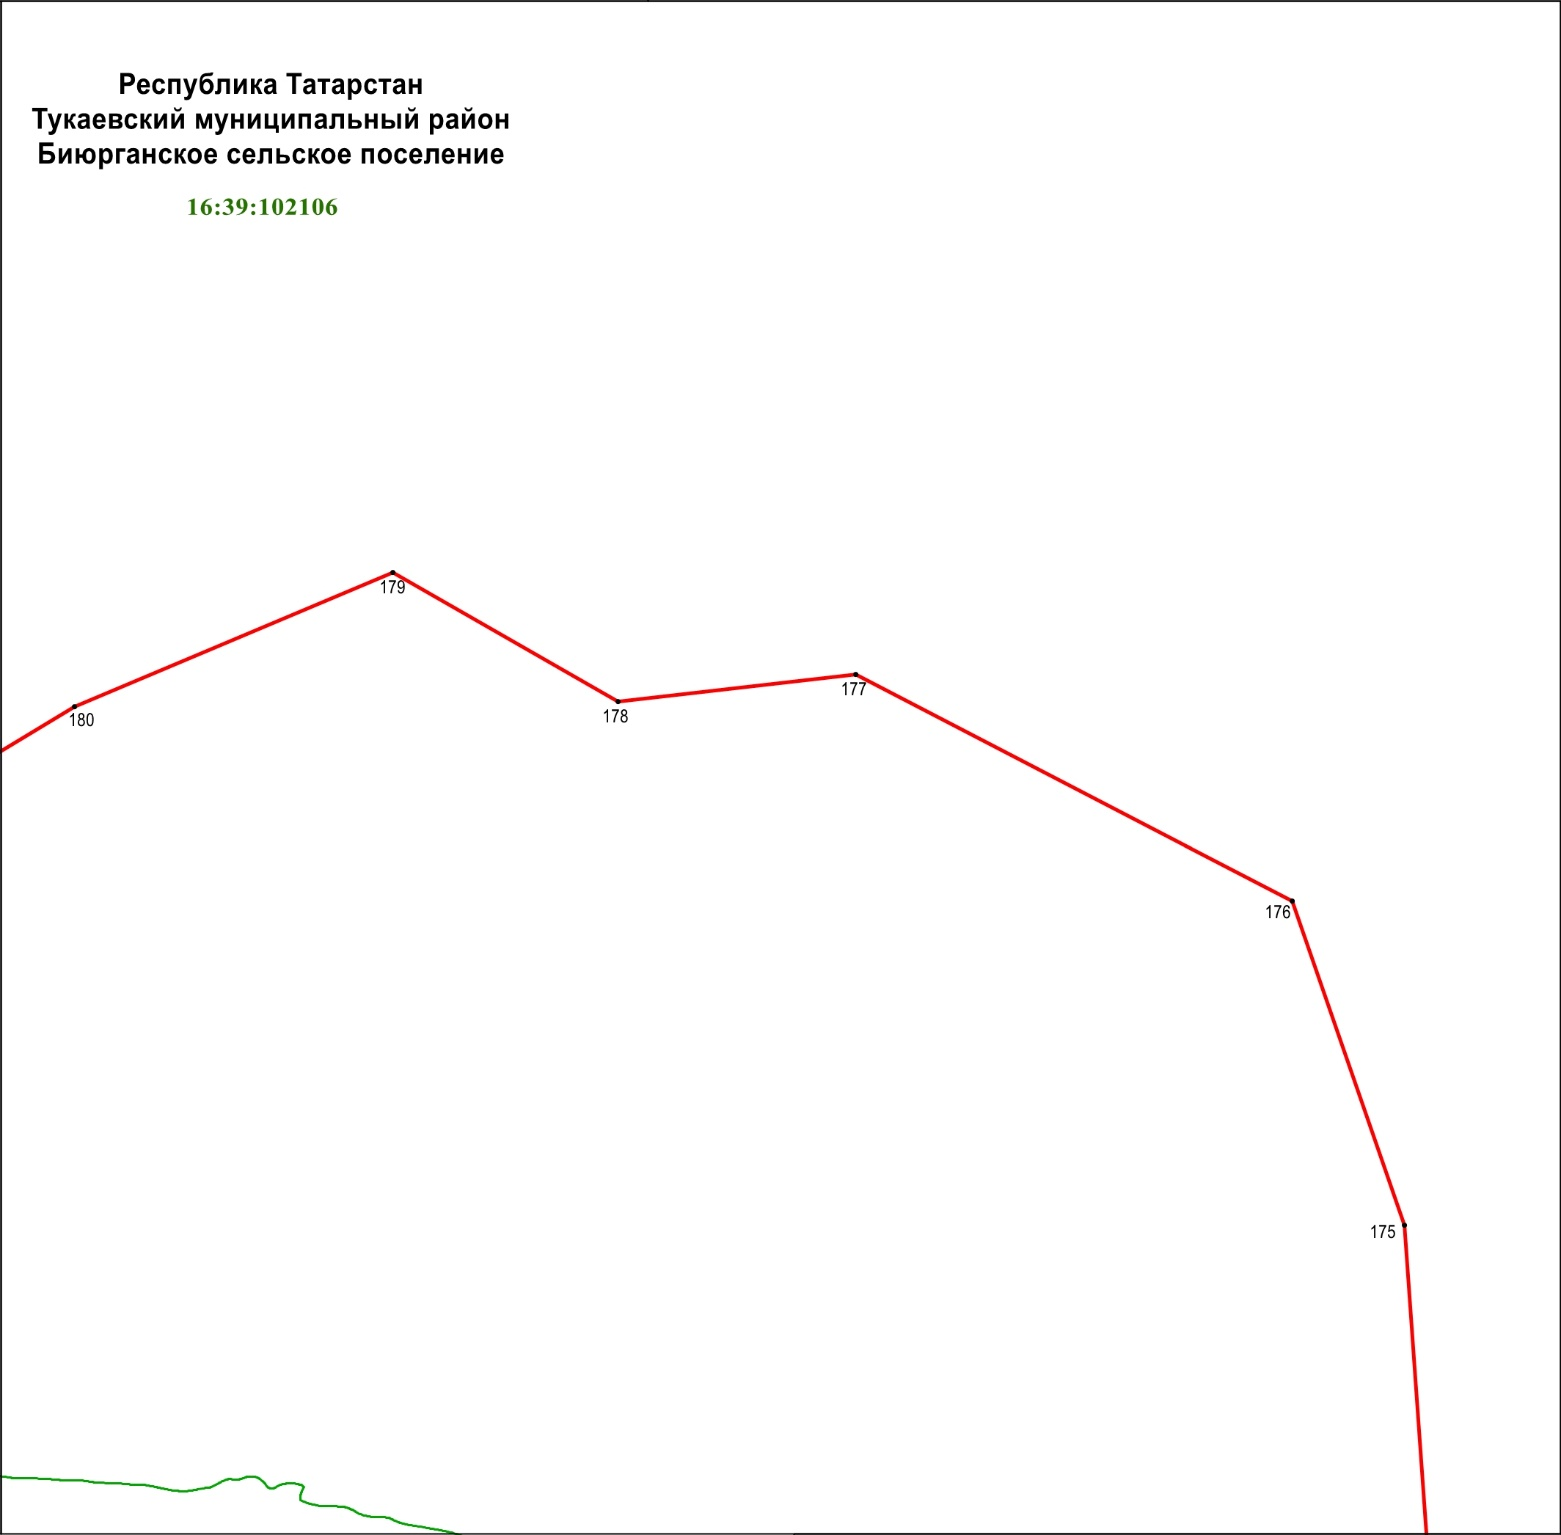 Республика Татарстан
Тукаевский муниципальный район
Биюрганское сельское поселение
16:39:102106
179
180
178
177
176
175